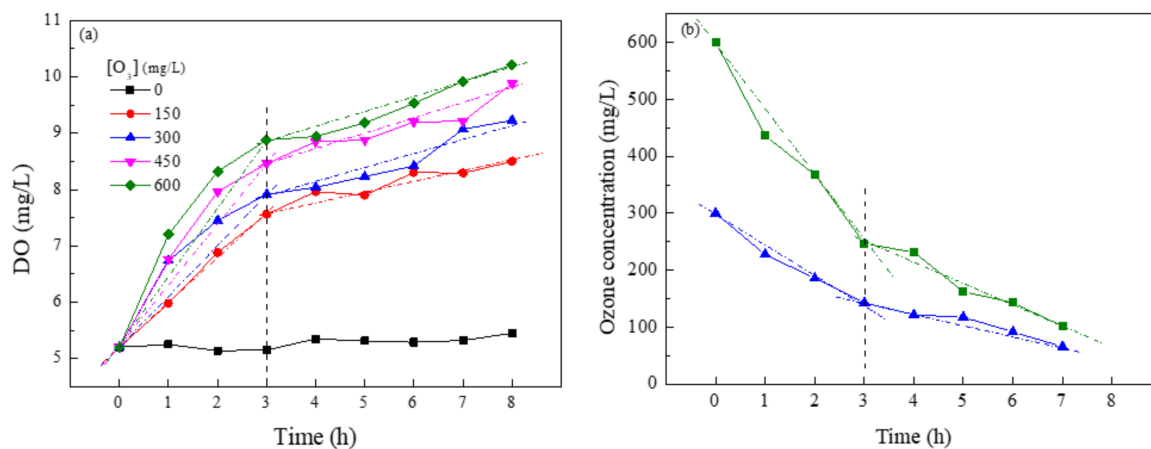 (a)
[O₃] (mg/L)
0
150
300
450
600
DO (mg/L)
11
10
9
8
7
6
5
0 1 2 3 4 5 6 7 8
Time (h)
(b)
Ozone concentration (mg/L)
600
500
400
300
200
100
0
0 1 2 3 4 5 6 7 8
Time (h)